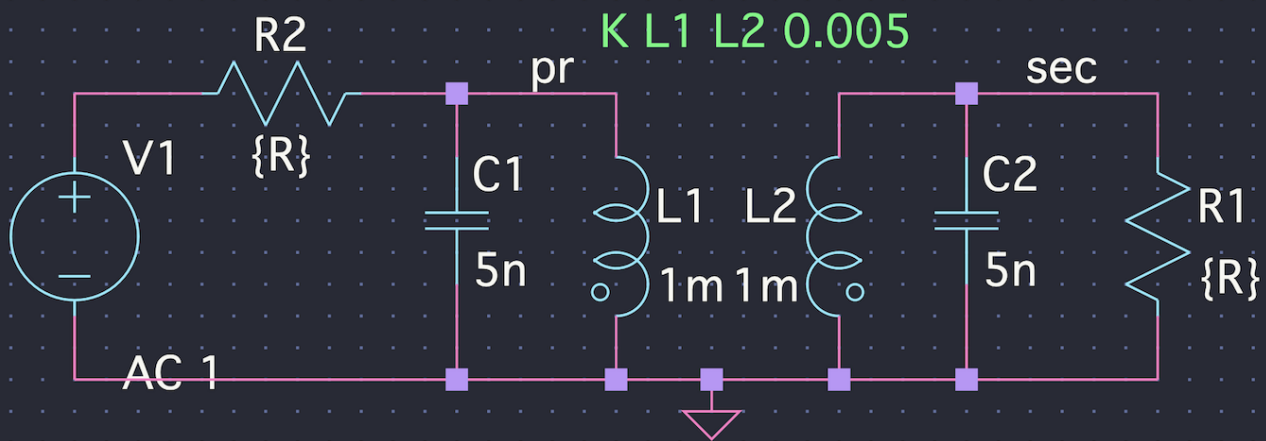 K L1 L2 0.005
R2
pr
sec
V1
{R}
C1
L1
L2
C2
R1
5n
1m
1m
5n
{R}
AC 1